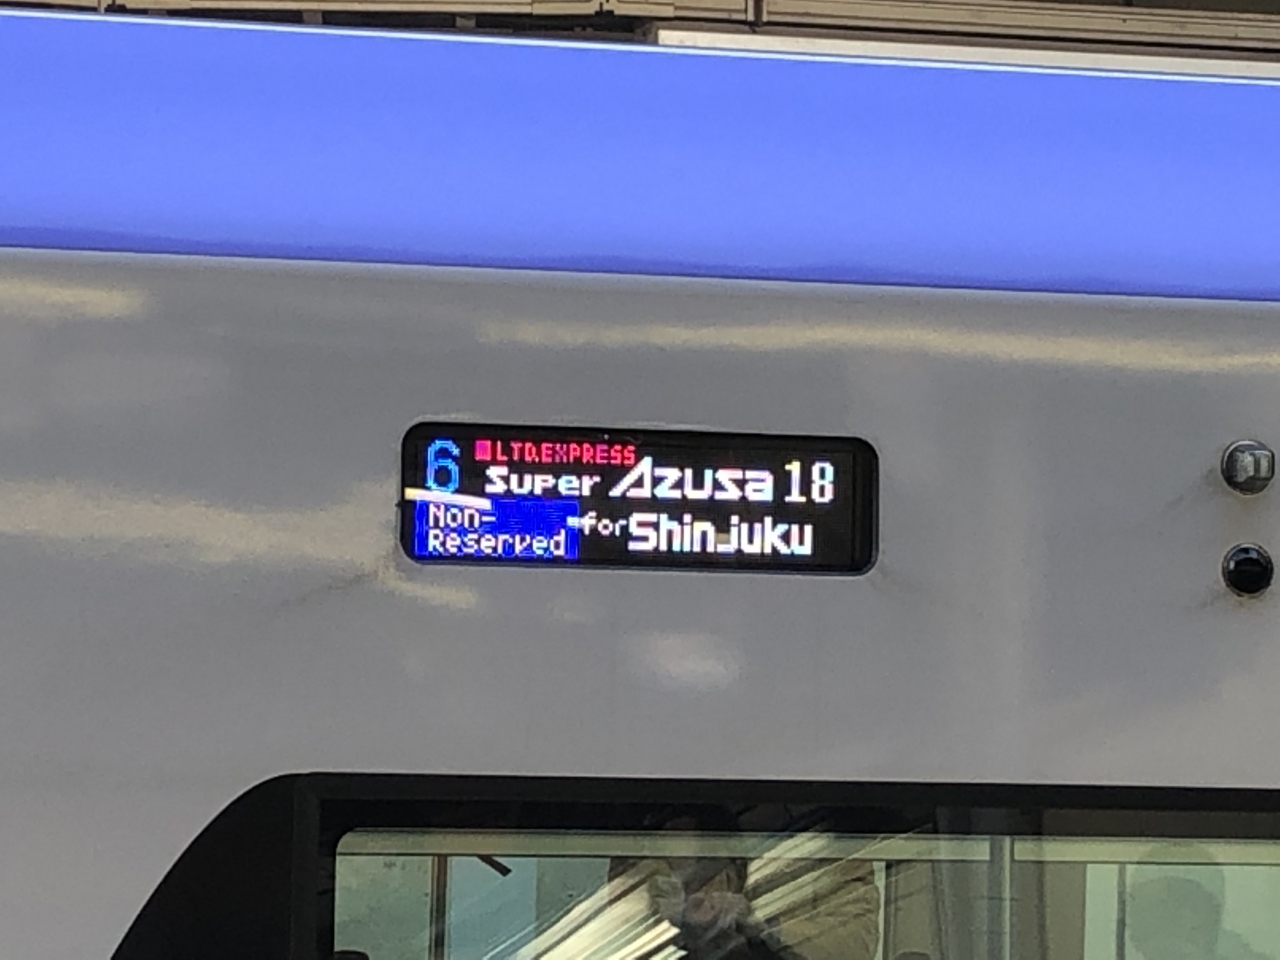 6 LTD.EXPRESS
Super Azusa 18
Non-
Reserved
for Shinjuku